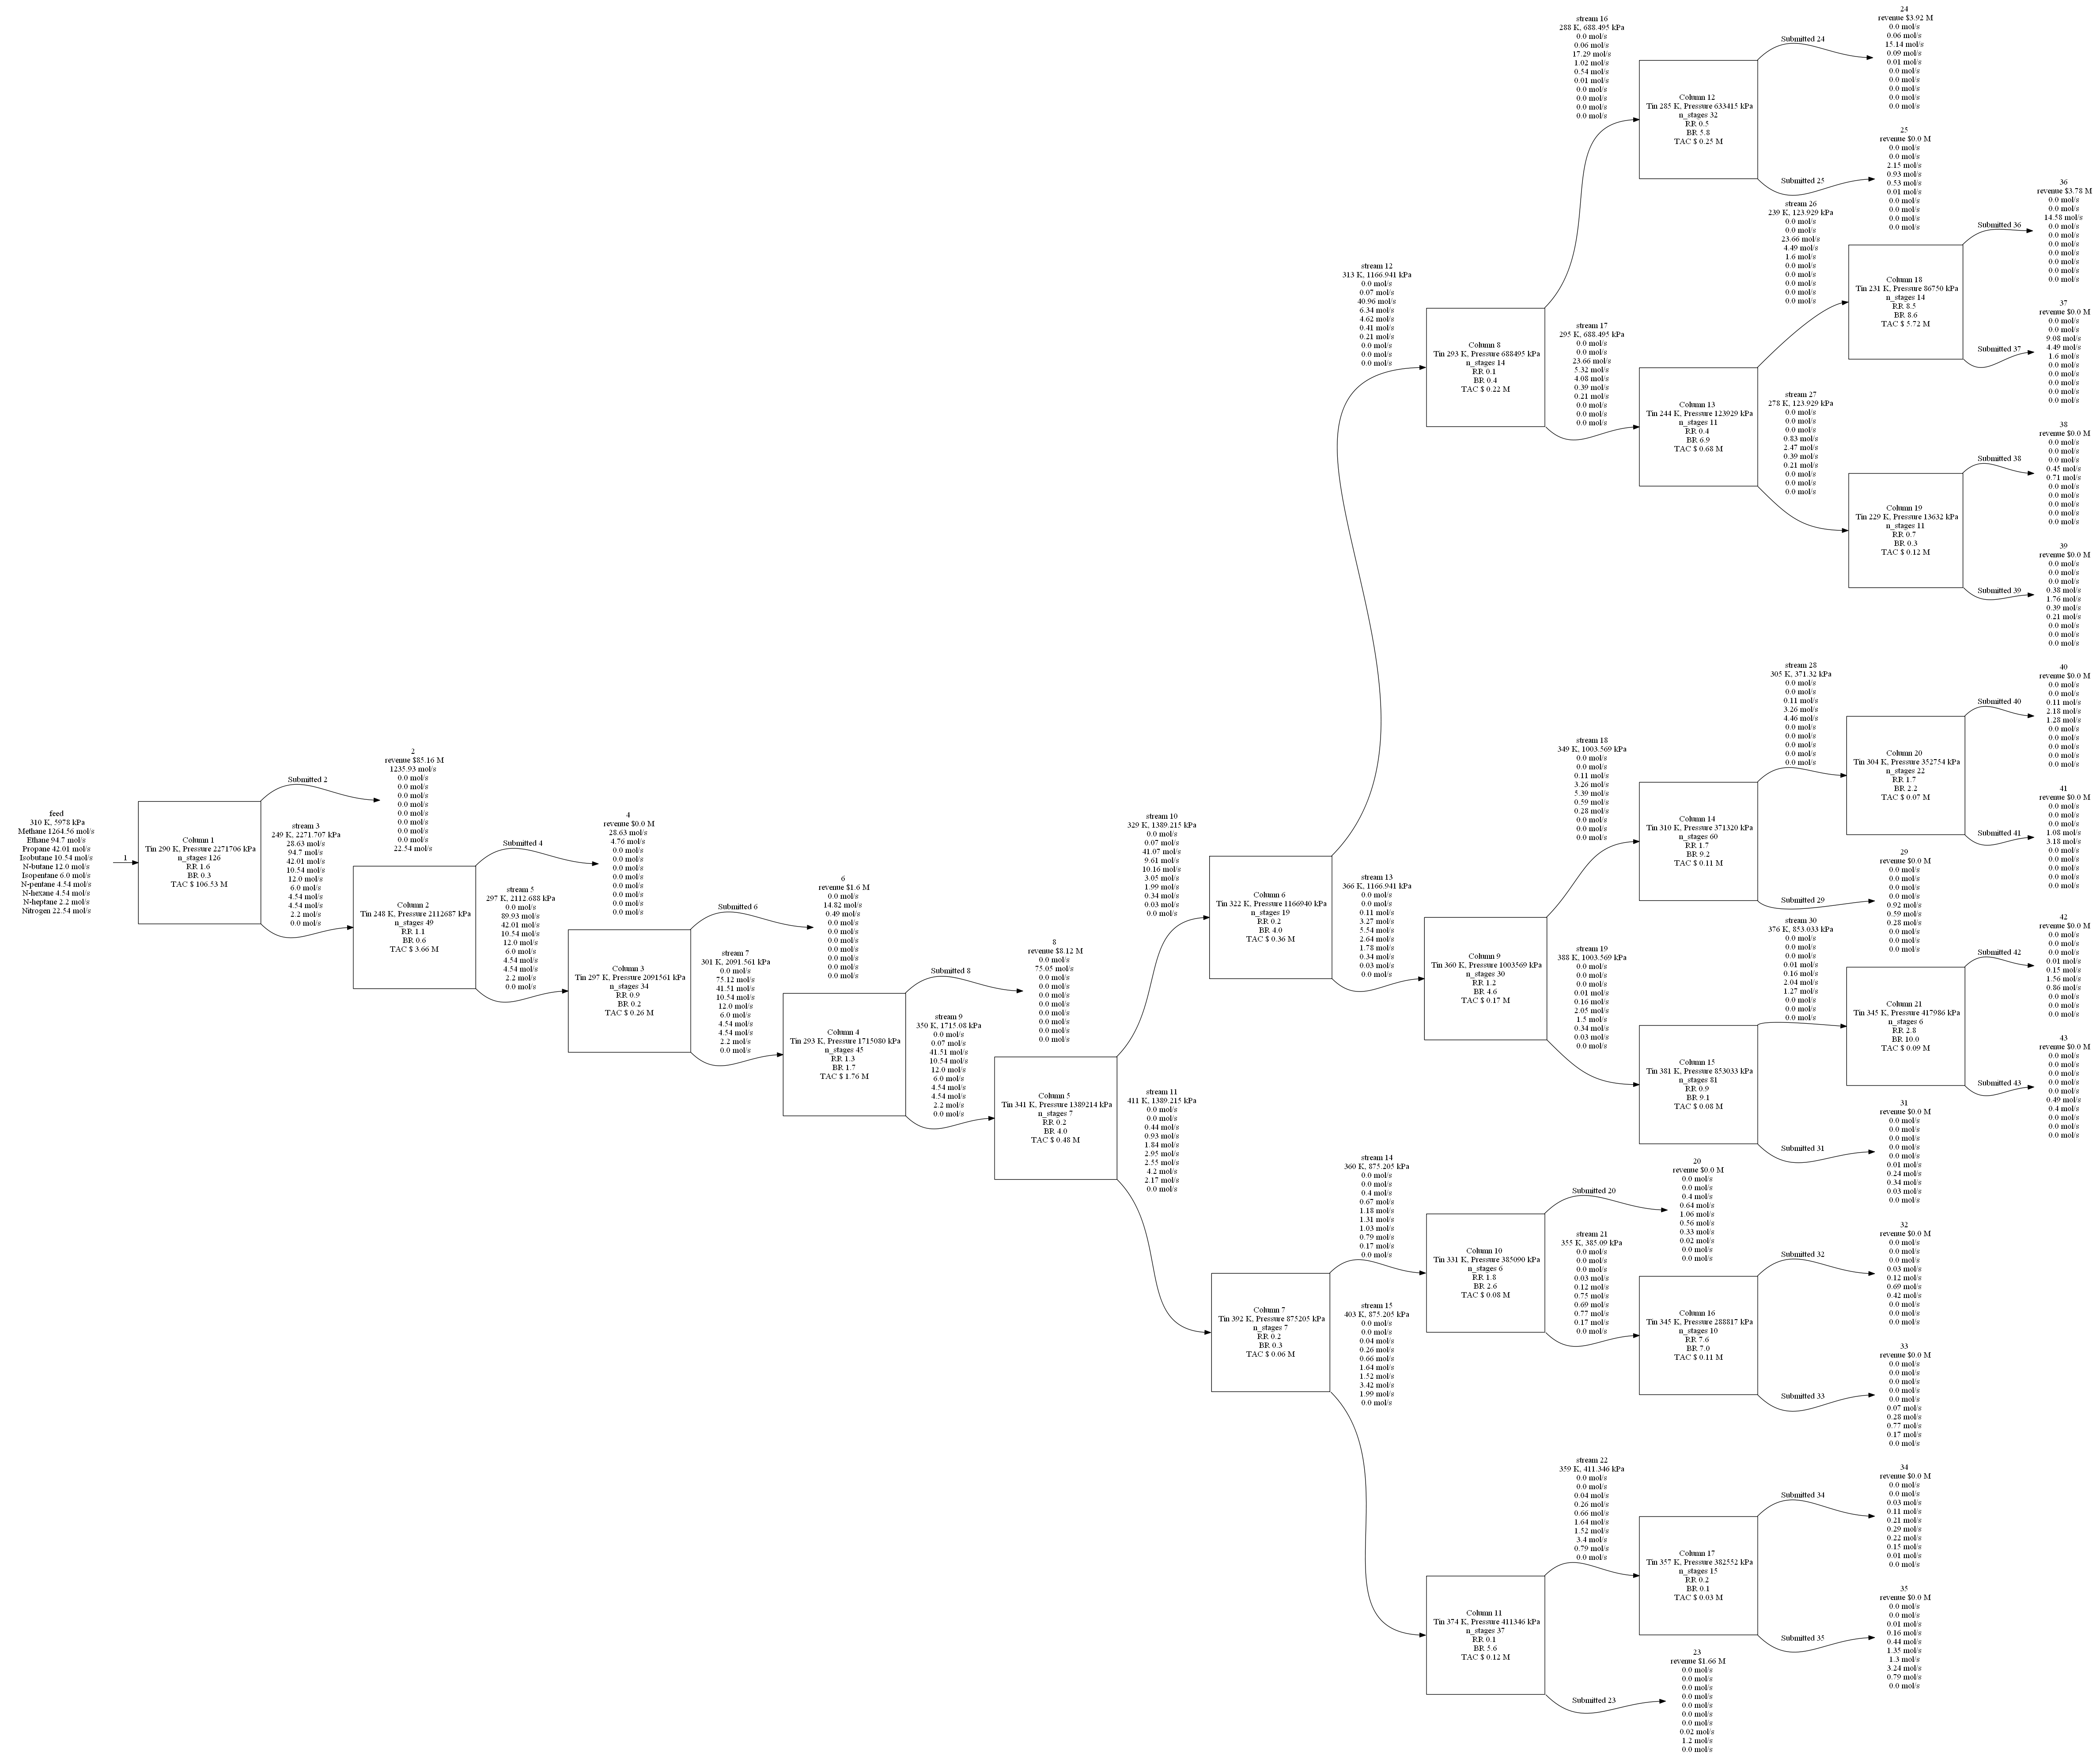 feed
310 K, 5978 kPa
Methane 1264.56 mol/s
Ethane 94.7 mol/s
Propane 42.01 mol/s
Isobutane 10.54 mol/s
N-butane 12.0 mol/s
Isopentane 6.0 mol/s
N-pentane 4.54 mol/s
N-hexane 4.54 mol/s
N-heptane 2.2 mol/s
Nitrogen 22.54 mol/s
1
Column 1
Tin 290 K, Pressure 2271706 kPa
n_stages 126
RR 1.6
BR 0.3
TAC $ 106.53 M
Submitted 2
2
revenue $85.16 M
1235.93 mol/s
0.0 mol/s
0.0 mol/s
0.0 mol/s
0.0 mol/s
0.0 mol/s
0.0 mol/s
0.0 mol/s
0.0 mol/s
22.54 mol/s
stream 3
249 K, 2271.707 kPa
28.63 mol/s
94.7 mol/s
42.01 mol/s
10.54 mol/s
12.0 mol/s
6.0 mol/s
4.54 mol/s
4.54 mol/s
2.2 mol/s
0.0 mol/s
Column 2
Tin 248 K, Pressure 2112687 kPa
n_stages 49
RR 1.1
BR 0.6
TAC $ 3.66 M
Submitted 4
4
revenue $0.0 M
28.63 mol/s
4.76 mol/s
0.0 mol/s
0.0 mol/s
0.0 mol/s
0.0 mol/s
0.0 mol/s
0.0 mol/s
0.0 mol/s
0.0 mol/s
stream 5
297 K, 2112.688 kPa
0.0 mol/s
89.93 mol/s
42.01 mol/s
10.54 mol/s
12.0 mol/s
6.0 mol/s
4.54 mol/s
4.54 mol/s
2.2 mol/s
0.0 mol/s
Column 3
Tin 297 K, Pressure 2091561 kPa
n_stages 34
RR 0.9
BR 0.2
TAC $ 0.26 M
Submitted 6
6
revenue $1.6 M
0.0 mol/s
14.82 mol/s
0.49 mol/s
0.0 mol/s
0.0 mol/s
0.0 mol/s
0.0 mol/s
0.0 mol/s
0.0 mol/s
0.0 mol/s
stream 7
301 K, 2091.561 kPa
0.0 mol/s
75.12 mol/s
41.51 mol/s
10.54 mol/s
12.0 mol/s
6.0 mol/s
4.54 mol/s
4.54 mol/s
2.2 mol/s
0.0 mol/s
Column 4
Tin 293 K, Pressure 1715080 kPa
n_stages 45
RR 1.3
BR 1.7
TAC $ 1.76 M
Submitted 8
8
revenue $8.12 M
0.0 mol/s
75.05 mol/s
0.0 mol/s
0.0 mol/s
0.0 mol/s
0.0 mol/s
0.0 mol/s
0.0 mol/s
0.0 mol/s
0.0 mol/s
stream 9
350 K, 1715.08 kPa
0.0 mol/s
0.07 mol/s
41.51 mol/s
10.54 mol/s
12.0 mol/s
6.0 mol/s
4.54 mol/s
4.54 mol/s
2.2 mol/s
0.0 mol/s
Column 5
Tin 341 K, Pressure 1389214 kPa
n_stages 7
RR 0.2
BR 4.0
TAC $ 0.48 M
stream 10
329 K, 1389.215 kPa
0.0 mol/s
0.07 mol/s
41.07 mol/s
9.61 mol/s
10.16 mol/s
3.05 mol/s
1.99 mol/s
0.34 mol/s
0.03 mol/s
0.0 mol/s
stream 11
411 K, 1389.215 kPa
0.0 mol/s
0.0 mol/s
0.44 mol/s
0.93 mol/s
1.84 mol/s
2.95 mol/s
2.55 mol/s
4.2 mol/s
2.17 mol/s
0.0 mol/s
Column 6
Tin 322 K, Pressure 1166940 kPa
n_stages 19
RR 0.2
BR 4.0
TAC $ 0.36 M
stream 12
313 K, 1166.941 kPa
0.0 mol/s
0.07 mol/s
40.96 mol/s
6.34 mol/s
4.62 mol/s
0.41 mol/s
0.21 mol/s
0.0 mol/s
0.0 mol/s
0.0 mol/s
stream 13
366 K, 1166.941 kPa
0.0 mol/s
0.0 mol/s
0.11 mol/s
3.27 mol/s
5.54 mol/s
2.64 mol/s
1.78 mol/s
0.34 mol/s
0.03 mol/s
0.0 mol/s
Column 7
Tin 392 K, Pressure 875205 kPa
n_stages 7
RR 0.2
BR 0.3
TAC $ 0.06 M
stream 14
360 K, 875.205 kPa
0.0 mol/s
0.0 mol/s
0.4 mol/s
0.67 mol/s
1.18 mol/s
1.31 mol/s
1.03 mol/s
0.79 mol/s
0.17 mol/s
0.0 mol/s
stream 15
403 K, 875.205 kPa
0.0 mol/s
0.0 mol/s
0.04 mol/s
0.26 mol/s
0.66 mol/s
1.64 mol/s
1.52 mol/s
3.42 mol/s
1.99 mol/s
0.0 mol/s
Column 8
Tin 293 K, Pressure 688495 kPa
n_stages 14
RR 0.1
BR 0.4
TAC $ 0.22 M
stream 16
288 K, 688.495 kPa
0.0 mol/s
0.06 mol/s
17.29 mol/s
1.02 mol/s
0.54 mol/s
0.01 mol/s
0.0 mol/s
0.0 mol/s
0.0 mol/s
0.0 mol/s
stream 17
295 K, 688.495 kPa
0.0 mol/s
0.0 mol/s
23.66 mol/s
5.32 mol/s
4.08 mol/s
0.39 mol/s
0.21 mol/s
0.0 mol/s
0.0 mol/s
0.0 mol/s
Column 9
Tin 360 K, Pressure 1003569 kPa
n_stages 30
RR 1.2
BR 4.6
TAC $ 0.17 M
stream 18
349 K, 1003.569 kPa
0.0 mol/s
0.0 mol/s
0.11 mol/s
3.26 mol/s
5.39 mol/s
0.59 mol/s
0.28 mol/s
0.0 mol/s
0.0 mol/s
0.0 mol/s
stream 19
388 K, 1003.569 kPa
0.0 mol/s
0.0 mol/s
0.0 mol/s
0.01 mol/s
0.16 mol/s
2.05 mol/s
1.5 mol/s
0.34 mol/s
0.03 mol/s
0.0 mol/s
Column 10
Tin 331 K, Pressure 385090 kPa
n_stages 6
RR 1.8
BR 2.6
TAC $ 0.08 M
Submitted 20
20
revenue $0.0 M
0.0 mol/s
0.0 mol/s
0.4 mol/s
0.64 mol/s
1.06 mol/s
0.56 mol/s
0.33 mol/s
0.02 mol/s
0.0 mol/s
0.0 mol/s
stream 21
355 K, 385.09 kPa
0.0 mol/s
0.0 mol/s
0.0 mol/s
0.03 mol/s
0.12 mol/s
0.75 mol/s
0.69 mol/s
0.77 mol/s
0.17 mol/s
0.0 mol/s
Column 11
Tin 374 K, Pressure 411346 kPa
n_stages 37
RR 0.1
BR 5.6
TAC $ 0.12 M
stream 22
359 K, 411.346 kPa
0.0 mol/s
0.0 mol/s
0.04 mol/s
0.26 mol/s
0.66 mol/s
1.64 mol/s
1.52 mol/s
3.4 mol/s
0.79 mol/s
0.0 mol/s
Submitted 23
23
revenue $1.66 M
0.0 mol/s
0.0 mol/s
0.0 mol/s
0.0 mol/s
0.0 mol/s
0.0 mol/s
0.0 mol/s
0.02 mol/s
1.2 mol/s
0.0 mol/s
Column 12
Tin 285 K, Pressure 633415 kPa
n_stages 32
RR 0.5
BR 5.8
TAC $ 0.25 M
Submitted 24
24
revenue $3.92 M
0.0 mol/s
0.06 mol/s
15.14 mol/s
0.09 mol/s
0.01 mol/s
0.0 mol/s
0.0 mol/s
0.0 mol/s
0.0 mol/s
0.0 mol/s
Submitted 25
25
revenue $0.0 M
0.0 mol/s
0.0 mol/s
2.15 mol/s
0.93 mol/s
0.53 mol/s
0.01 mol/s
0.0 mol/s
0.0 mol/s
0.0 mol/s
0.0 mol/s
Column 13
Tin 244 K, Pressure 123929 kPa
n_stages 11
RR 0.4
BR 6.9
TAC $ 0.68 M
stream 26
239 K, 123.929 kPa
0.0 mol/s
0.0 mol/s
23.66 mol/s
4.49 mol/s
1.6 mol/s
0.0 mol/s
0.0 mol/s
0.0 mol/s
0.0 mol/s
0.0 mol/s
stream 27
278 K, 123.929 kPa
0.0 mol/s
0.0 mol/s
0.0 mol/s
0.83 mol/s
2.47 mol/s
0.39 mol/s
0.21 mol/s
0.0 mol/s
0.0 mol/s
0.0 mol/s
Column 14
Tin 310 K, Pressure 371320 kPa
n_stages 60
RR 1.7
BR 9.2
TAC $ 0.11 M
stream 28
305 K, 371.32 kPa
0.0 mol/s
0.0 mol/s
0.11 mol/s
3.26 mol/s
4.46 mol/s
0.0 mol/s
0.0 mol/s
0.0 mol/s
0.0 mol/s
0.0 mol/s
Submitted 29
29
revenue $0.0 M
0.0 mol/s
0.0 mol/s
0.0 mol/s
0.0 mol/s
0.92 mol/s
0.59 mol/s
0.28 mol/s
0.0 mol/s
0.0 mol/s
0.0 mol/s
Column 15
Tin 381 K, Pressure 853033 kPa
n_stages 81
RR 0.9
BR 9.1
TAC $ 0.08 M
stream 30
376 K, 853.033 kPa
0.0 mol/s
0.0 mol/s
0.0 mol/s
0.01 mol/s
0.16 mol/s
2.04 mol/s
1.27 mol/s
0.0 mol/s
0.0 mol/s
0.0 mol/s
Submitted 31
31
revenue $0.0 M
0.0 mol/s
0.0 mol/s
0.0 mol/s
0.0 mol/s
0.0 mol/s
0.01 mol/s
0.24 mol/s
0.34 mol/s
0.03 mol/s
0.0 mol/s
Column 16
Tin 345 K, Pressure 288817 kPa
n_stages 10
RR 7.6
BR 7.0
TAC $ 0.11 M
Submitted 32
32
revenue $0.0 M
0.0 mol/s
0.0 mol/s
0.0 mol/s
0.03 mol/s
0.12 mol/s
0.69 mol/s
0.42 mol/s
0.0 mol/s
0.0 mol/s
0.0 mol/s
Submitted 33
33
revenue $0.0 M
0.0 mol/s
0.0 mol/s
0.0 mol/s
0.0 mol/s
0.0 mol/s
0.07 mol/s
0.28 mol/s
0.77 mol/s
0.17 mol/s
0.0 mol/s
Column 17
Tin 357 K, Pressure 382552 kPa
n_stages 15
RR 0.2
BR 0.1
TAC $ 0.03 M
Submitted 34
34
revenue $0.0 M
0.0 mol/s
0.0 mol/s
0.03 mol/s
0.11 mol/s
0.21 mol/s
0.29 mol/s
0.22 mol/s
0.15 mol/s
0.01 mol/s
0.0 mol/s
Submitted 35
35
revenue $0.0 M
0.0 mol/s
0.0 mol/s
0.01 mol/s
0.16 mol/s
0.44 mol/s
1.35 mol/s
1.3 mol/s
3.24 mol/s
0.79 mol/s
0.0 mol/s
Column 18
Tin 231 K, Pressure 86750 kPa
n_stages 14
RR 8.5
BR 8.6
TAC $ 5.72 M
Submitted 36
36
revenue $3.78 M
0.0 mol/s
0.0 mol/s
14.58 mol/s
0.0 mol/s
0.0 mol/s
0.0 mol/s
0.0 mol/s
0.0 mol/s
0.0 mol/s
0.0 mol/s
Submitted 37
37
revenue $0.0 M
0.0 mol/s
0.0 mol/s
9.08 mol/s
4.49 mol/s
1.6 mol/s
0.0 mol/s
0.0 mol/s
0.0 mol/s
0.0 mol/s
0.0 mol/s
Column 19
Tin 229 K, Pressure 13632 kPa
n_stages 11
RR 0.7
BR 0.3
TAC $ 0.12 M
Submitted 38
38
revenue $0.0 M
0.0 mol/s
0.0 mol/s
0.0 mol/s
0.45 mol/s
0.71 mol/s
0.0 mol/s
0.0 mol/s
0.0 mol/s
0.0 mol/s
0.0 mol/s
Submitted 39
39
revenue $0.0 M
0.0 mol/s
0.0 mol/s
0.0 mol/s
0.38 mol/s
1.76 mol/s
0.39 mol/s
0.21 mol/s
0.0 mol/s
0.0 mol/s
0.0 mol/s
Column 20
Tin 304 K, Pressure 352754 kPa
n_stages 22
RR 1.7
BR 2.2
TAC $ 0.07 M
Submitted 40
40
revenue $0.0 M
0.0 mol/s
0.0 mol/s
0.11 mol/s
2.18 mol/s
1.28 mol/s
0.0 mol/s
0.0 mol/s
0.0 mol/s
0.0 mol/s
0.0 mol/s
Submitted 41
41
revenue $0.0 M
0.0 mol/s
0.0 mol/s
0.0 mol/s
1.08 mol/s
3.18 mol/s
0.0 mol/s
0.0 mol/s
0.0 mol/s
0.0 mol/s
0.0 mol/s
Column 21
Tin 345 K, Pressure 417986 kPa
n_stages 6
RR 2.8
BR 10.0
TAC $ 0.09 M
Submitted 42
42
revenue $0.0 M
0.0 mol/s
0.0 mol/s
0.0 mol/s
0.01 mol/s
0.15 mol/s
1.56 mol/s
0.86 mol/s
0.0 mol/s
0.0 mol/s
0.0 mol/s
Submitted 43
43
revenue $0.0 M
0.0 mol/s
0.0 mol/s
0.0 mol/s
0.0 mol/s
0.0 mol/s
0.49 mol/s
0.4 mol/s
0.0 mol/s
0.0 mol/s
0.0 mol/s